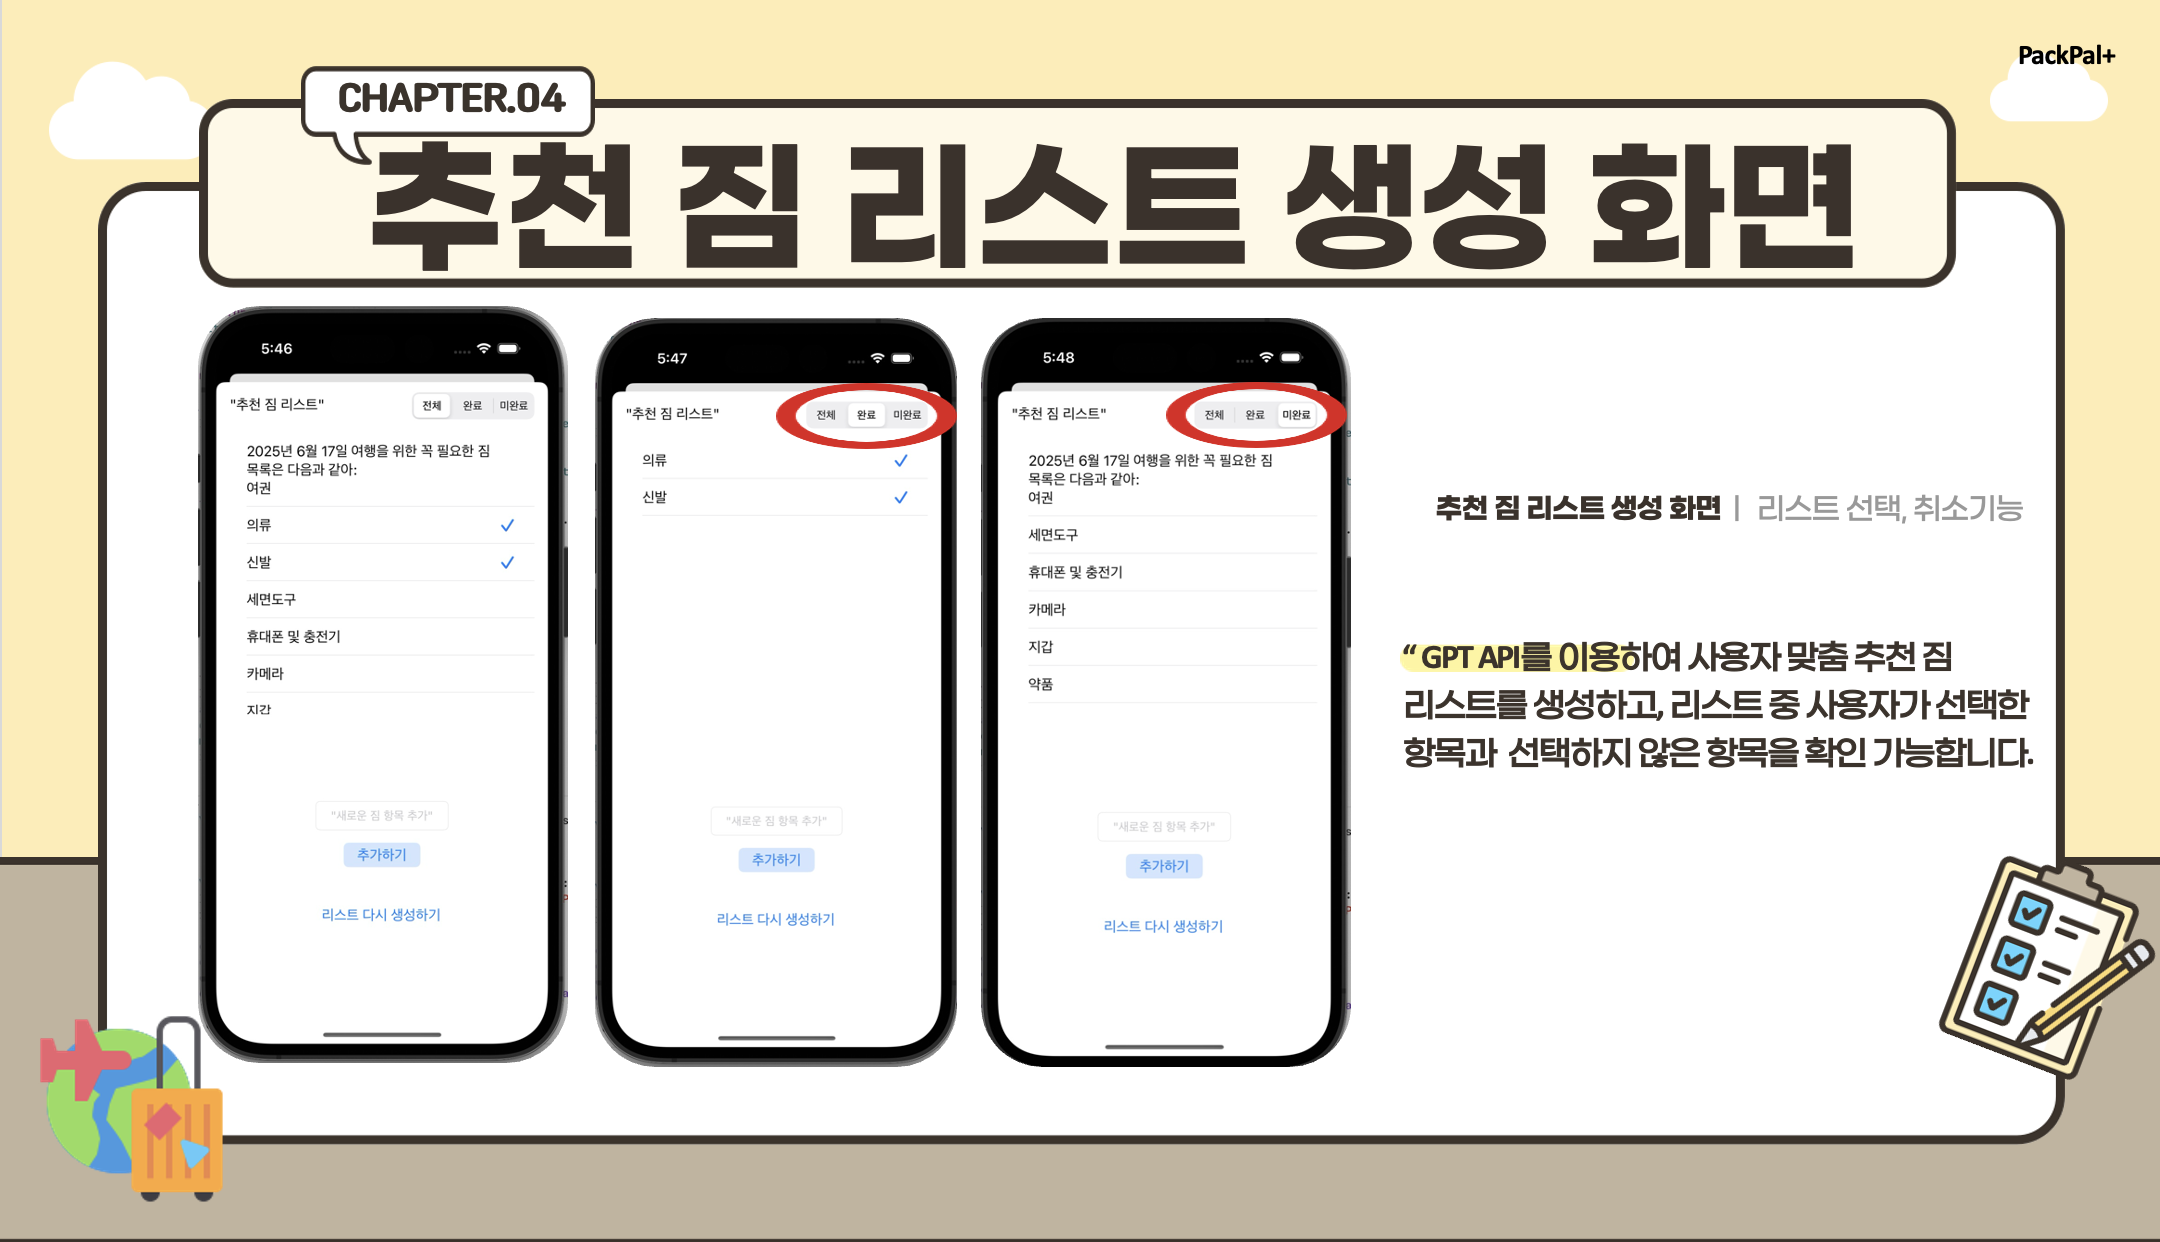 PackPal+
CHAPTER.04
추천 짐 리스트 생성 화면
5:46
"추천 짐 리스트"
전체 완료 미완료
2025년 6월 17일 여행을 위한 꼭 필요한 짐
목록은 다음과 같아:
여권
의류
신발
세면도구
휴대폰 및 충전기
카메라
지갑
"새로운 짐 항목 추가"
추가하기
리스트 다시 생성하기
5:47
"추천 짐 리스트"
전체 완료 미완료
의류
신발
"새로운 짐 항목 추가"
추가하기
리스트 다시 생성하기
5:48
"추천 짐 리스트"
전체 완료 미완료
2025년 6월 17일 여행을 위한 꼭 필요한 짐
목록은 다음과 같아:
여권
세면도구
휴대폰 및 충전기
카메라
지갑
약품
"새로운 짐 항목 추가"
추가하기
리스트 다시 생성하기
추천 짐 리스트 생성 화면 | 리스트 선택, 취소기능
“ GPT API를 이용하여 사용자 맞춤 추천 짐
리스트를 생성하고, 리스트 중 사용자가 선택한
항목과 선택하지 않은 항목을 확인 가능합니다.